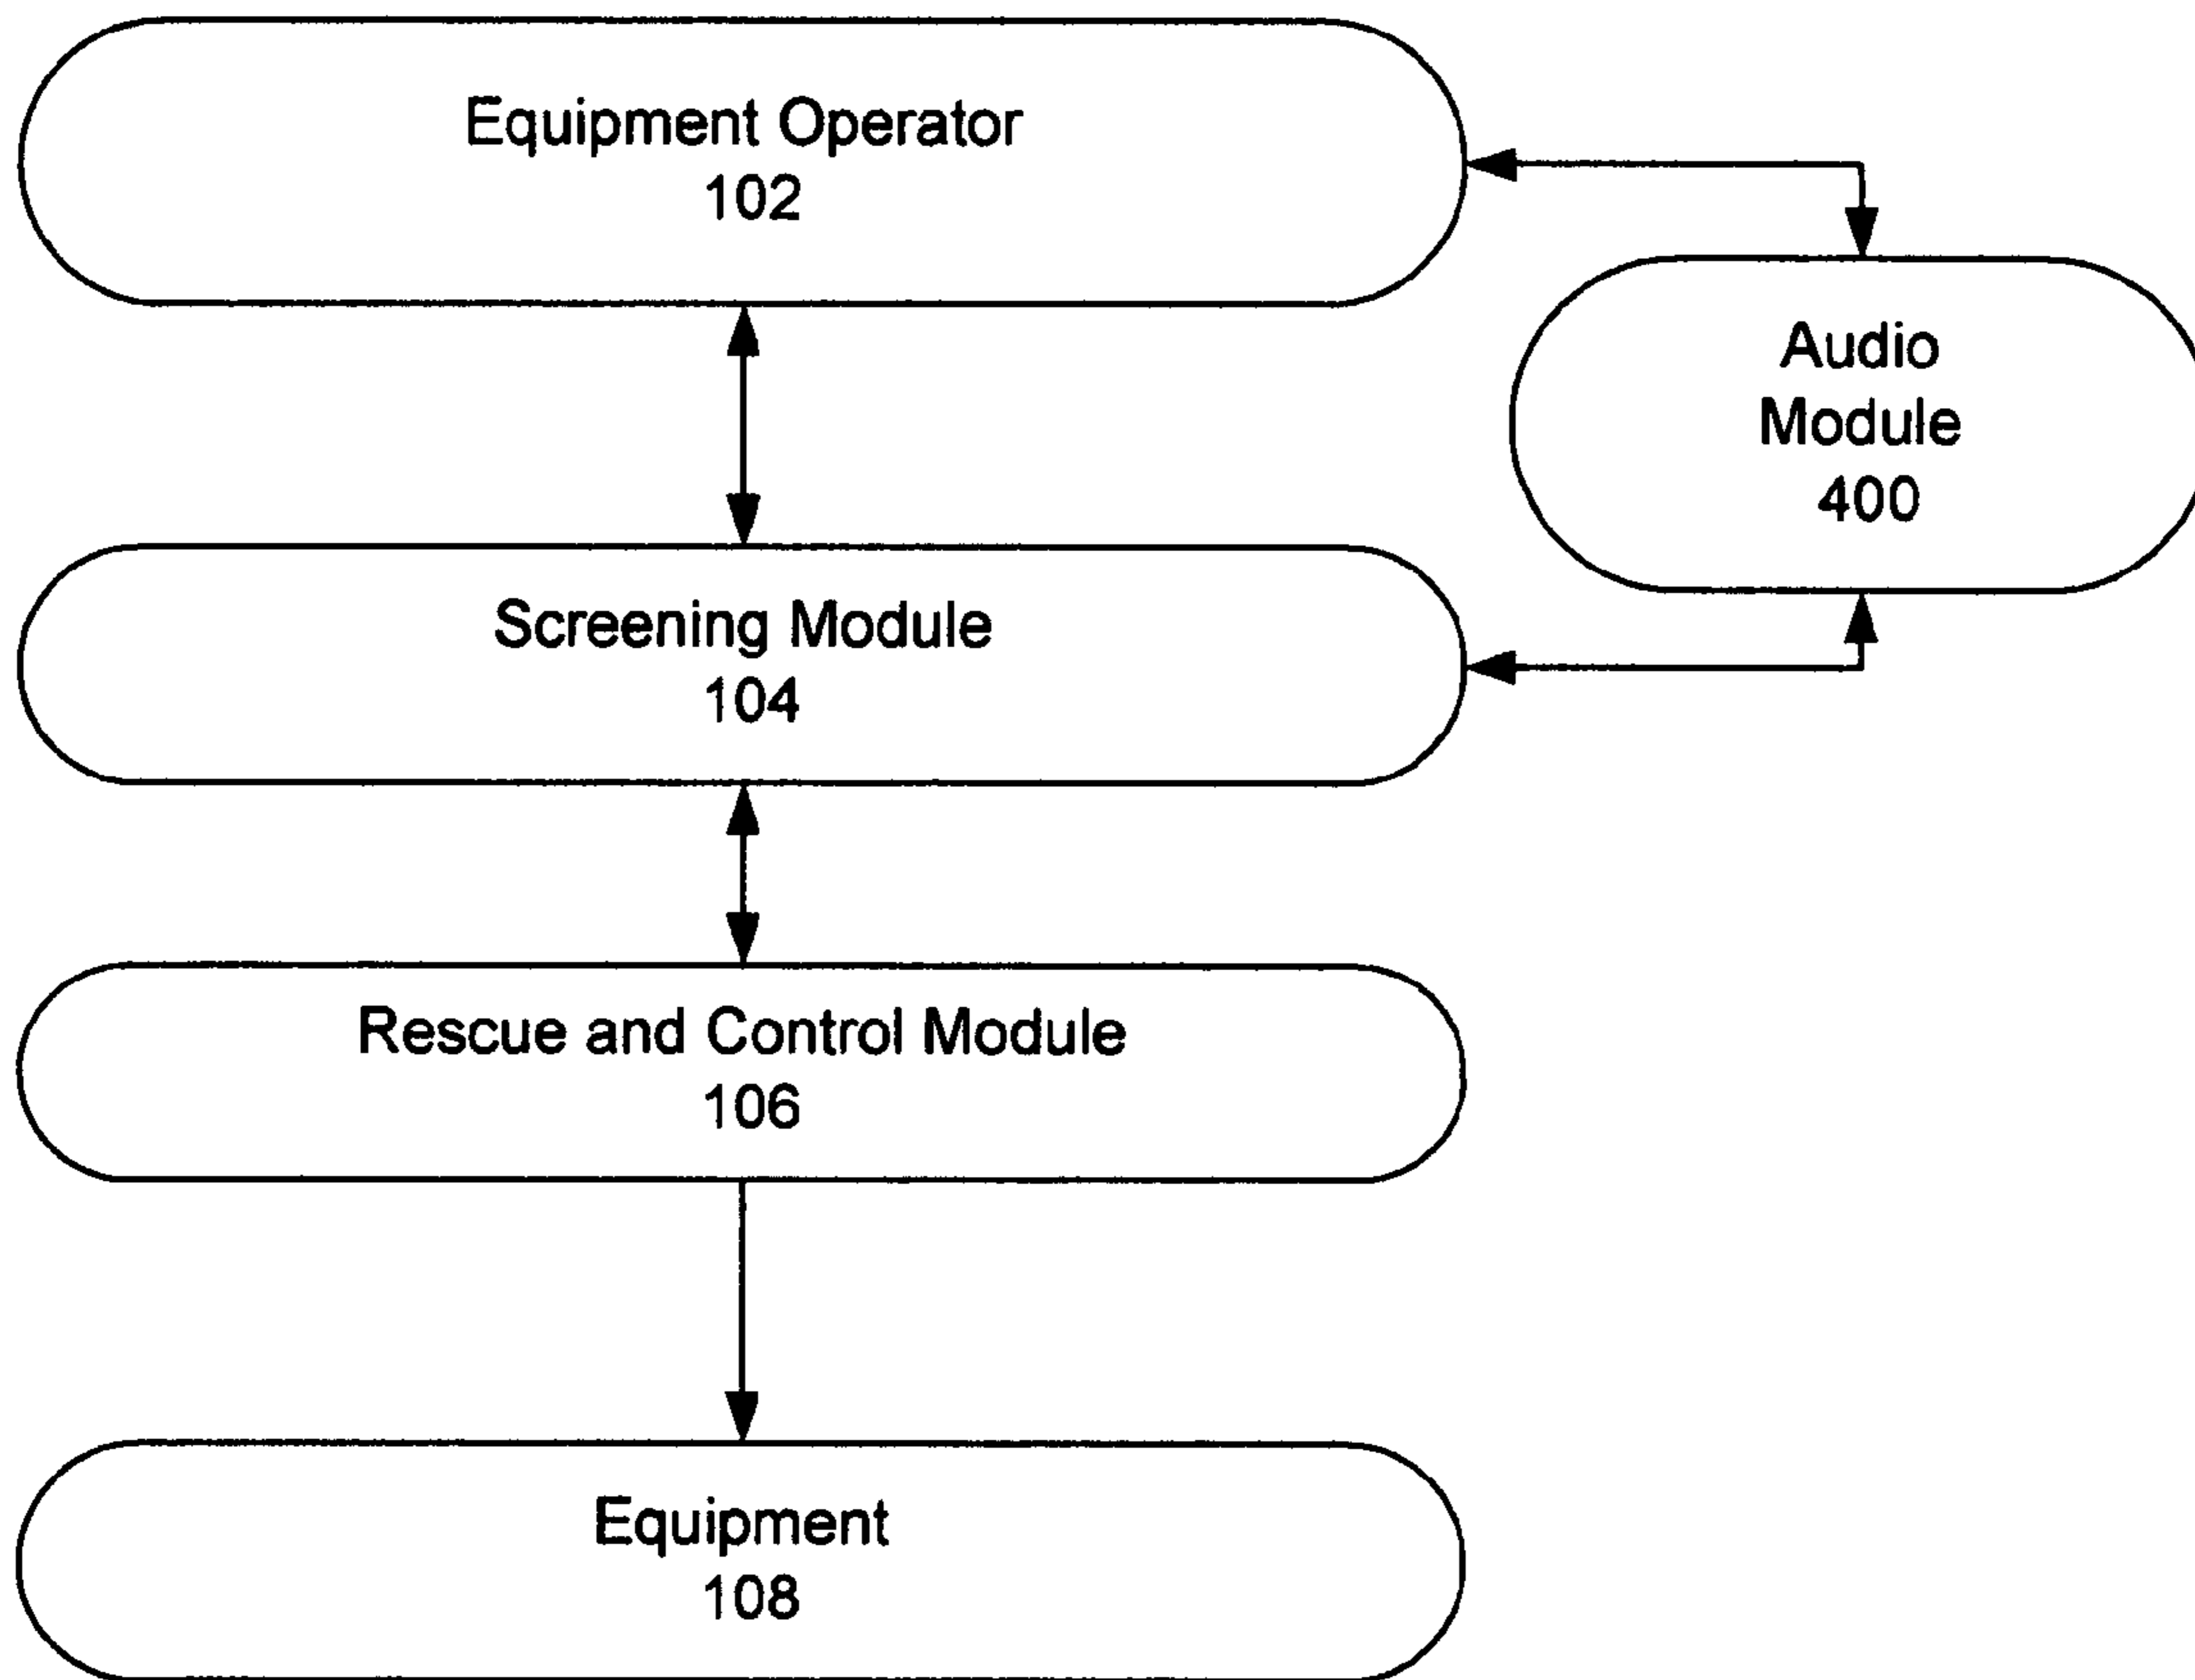 Equipment Operator
102
Audio
Module
400
Screening Module
104
Rescue and Control Module
106
Equipment
108